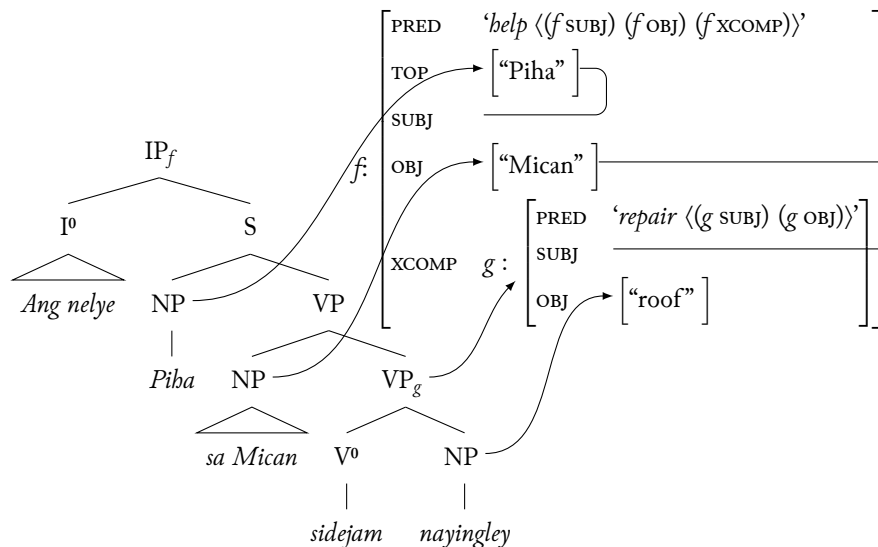 PRED ‘help ⟨(f SUBJ) (f OBJ) (f XCOMP)⟩’
TOP [“Piha”]
SUBJ
IP_f
f: OBJ [“Mican”]
I⁰ S
PRED ‘repair ⟨(g SUBJ) (g OBJ)⟩’
XCOMP g : SUBJ
Ang nelye NP VP
OBJ [“roof”]
Piha NP VP_g
sa Mican V⁰ NP
sidejam nayingley